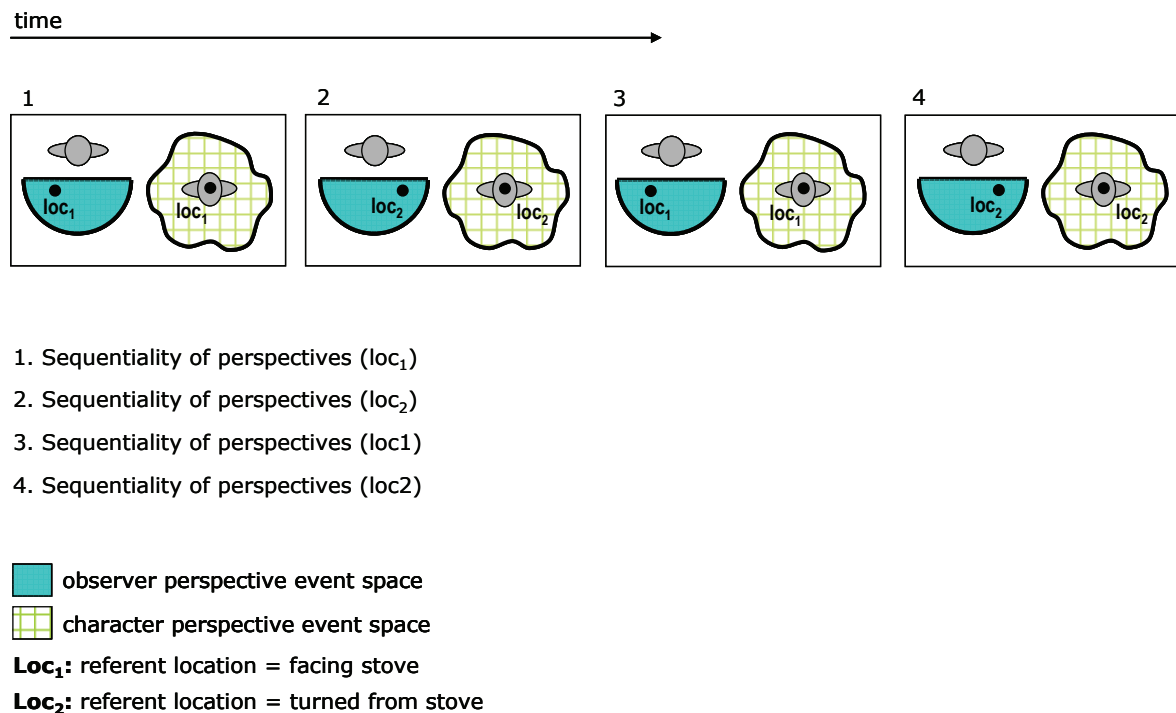 time
1 2 3 4
loc₁ loc₁ loc₂ loc₂ loc₁ loc₁ loc₂ loc₂
1. Sequentiality of perspectives (loc₁)
2. Sequentiality of perspectives (loc₂)
3. Sequentiality of perspectives (loc1)
4. Sequentiality of perspectives (loc2)
observer perspective event space
character perspective event space
Loc₁: referent location = facing stove
Loc₂: referent location = turned from stove